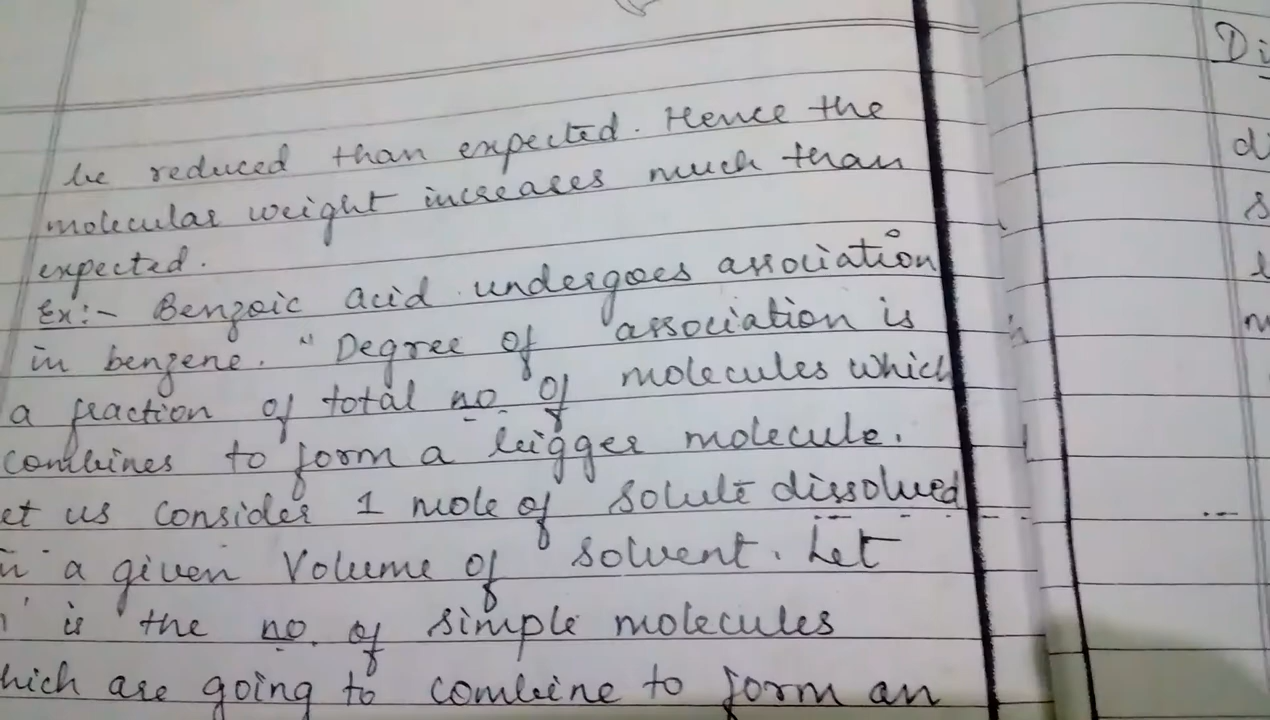 be reduced than expected. Hence the
molecular weight increases much than
expected.
Ex:- Benzoic acid undergoes association
in benzene. "Degree of association is
a fraction of total no. of molecules which
combines to form a bigger molecule.
et us consider 1 mole of solute dissolved
in a given Volume of solvent. Let
' is the no. of simple molecules
hich are going to combine to form an
Di
d
s